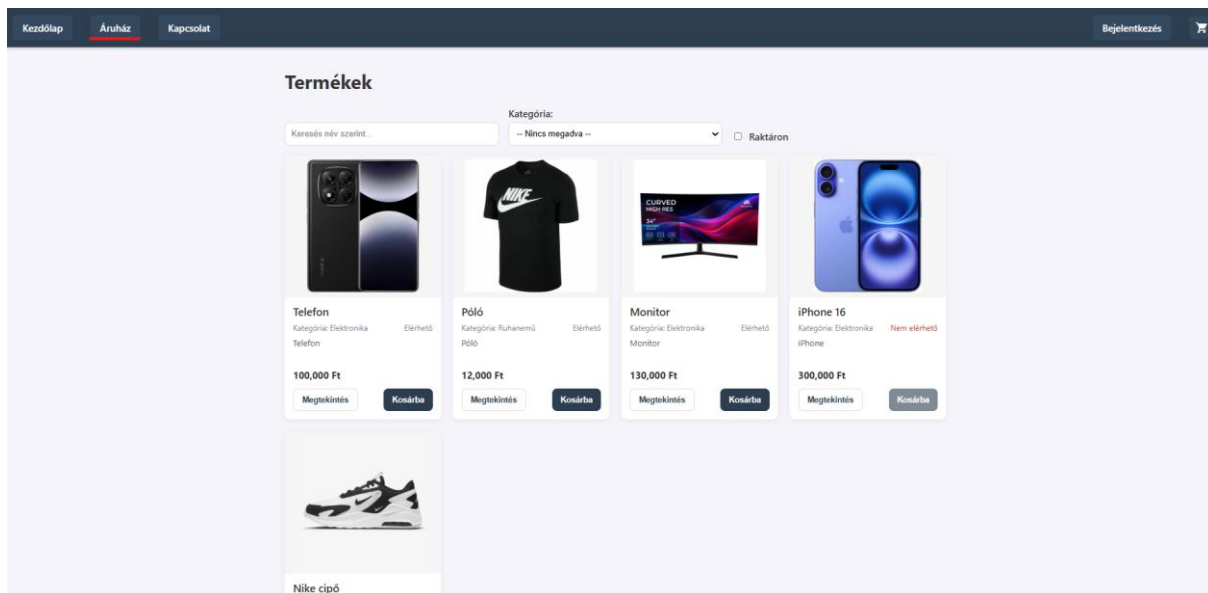 Kezdőlap Áruház Kapcsolat Bejelentkezés
Termékek
Kategória:
Keresés név szerint... -- Nincs megadva -- Raktáron
NIKE
CURVED
HIGH RES
34"
Telefon Póló Monitor iPhone 16
Kategória: Elektronika Elérhető Kategória: Ruhanemű Elérhető Kategória: Elektronika Elérhető Kategória: Elektronika Nem elérhető
Telefon Póló Monitor iPhone
100,000 Ft 12,000 Ft 130,000 Ft 300,000 Ft
Megtekintés Kosárba Megtekintés Kosárba Megtekintés Kosárba Megtekintés Kosárba
Nike cipő